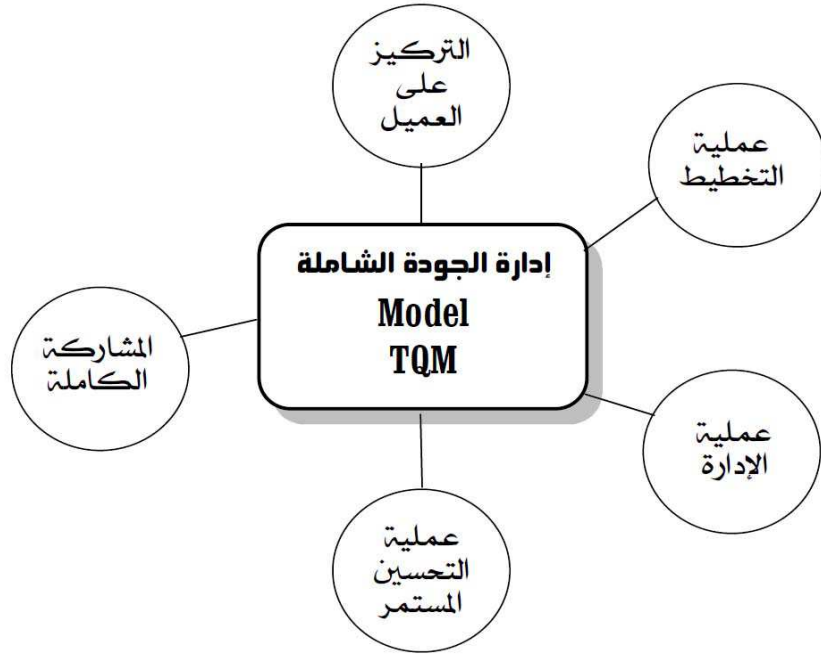 التركيز
على
العميل
عملية
التخطيط
إدارة الجودة الشاملة
Model
TQM
المشاركة
الكاملة
عملية
الإدارة
عملية
التحسين
المستمر